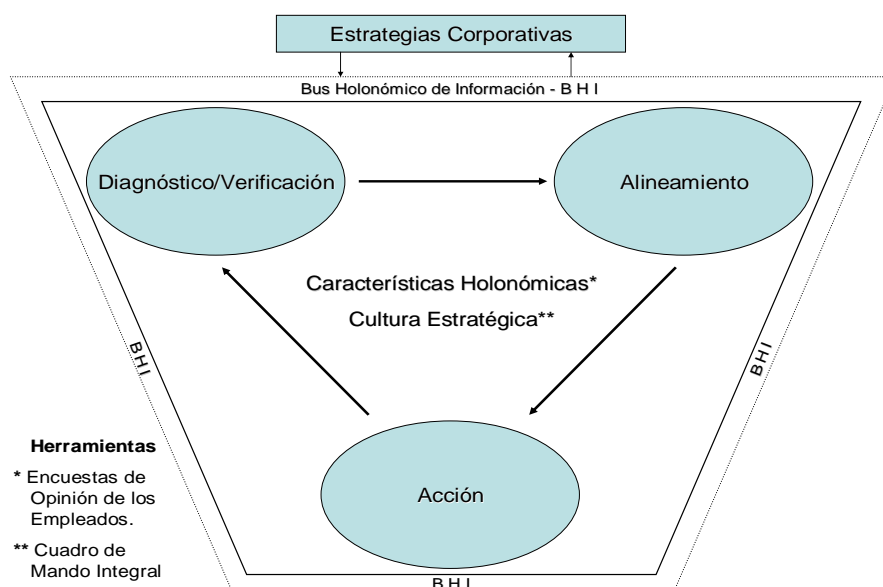 Estrategias Corporativas
Bus Holonómico de Información - B H I
Diagnóstico/Verificación
Alineamiento
Características Holonómicas*
Cultura Estratégica**
B H I
B H I
Acción
Herramientas
* Encuestas de
Opinión de los
Empleados.
** Cuadro de
Mando Integral
B H I